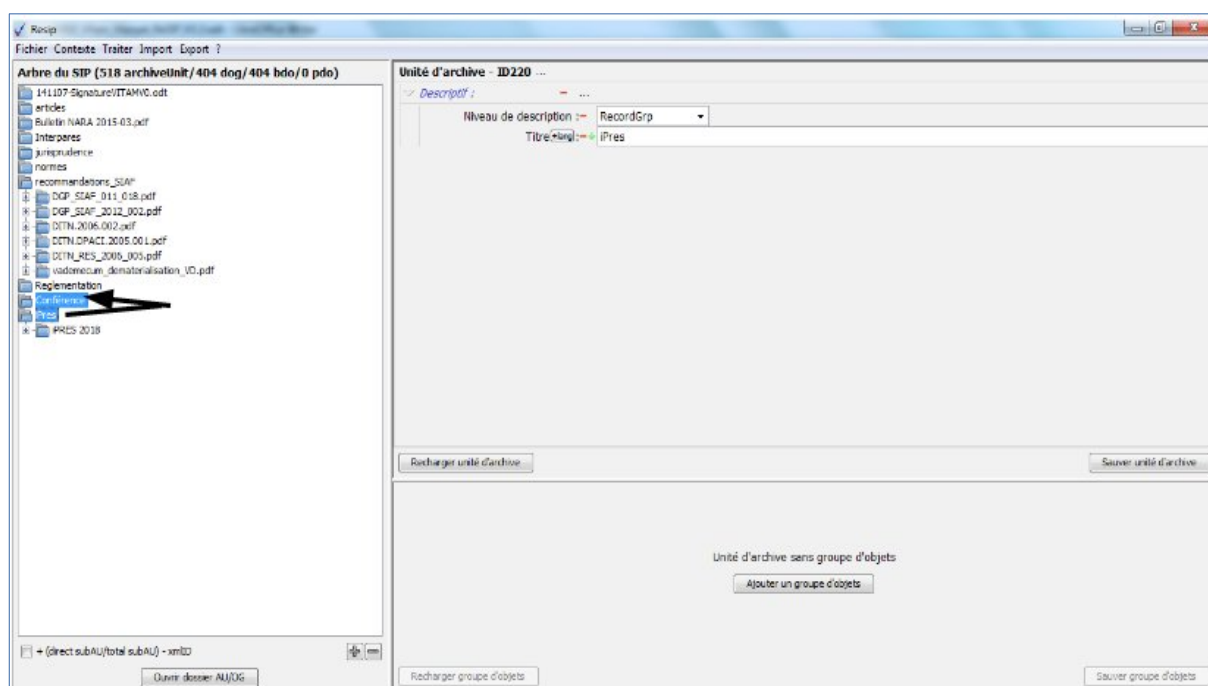 Resip
Fichier Contexte Traiter Import Export ?
Arbre du SIP (518 archiveUnit/404 dog/404 bdo/0 pdo)
141107-SignatureVITAMV0.odt
articles
Bulletin NARA 2015-03.pdf
Interpares
jurisprudence
normes
recommandations_SIAF
DGP_SIAF_011_018.pdf
DGP_SIAF_2012_002.pdf
DITN.2006.002.pdf
DITN.DPACI.2005.001.pdf
DITN_RES_2006_005.pdf
vademecum_dematerialisation_VD.pdf
Reglementation
Conférence
iPres
iPRES 2018
+ (direct subAU/total subAU) - xmlID
Ouvrir dossier AU/OG
Unité d'archive - ID220 ...
Descriptif : − ...
Niveau de description :− RecordGrp
Titre +lang :−+ iPres
Recharger unité d'archive
Sauver unité d'archive
Unité d'archive sans groupe d'objets
Ajouter un groupe d'objets
Recharger groupe d'objets
Sauver groupe d'objets